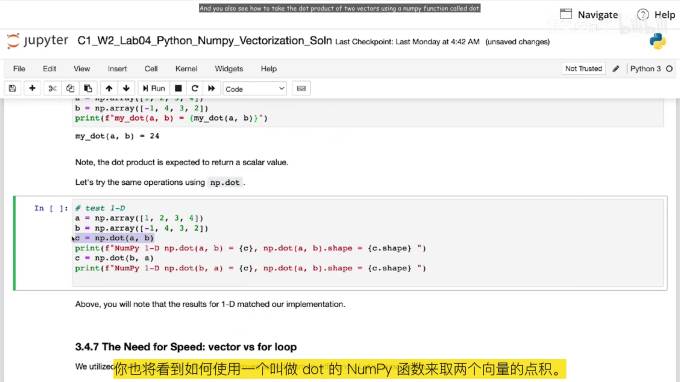 And you also see how to take the dot product of two vectors using a numpy function called dot
Navigate Help
jupyter C1_W2_Lab04_Python_Numpy_Vectorization_Soln Last Checkpoint: Last Monday at 4:42 AM (unsaved changes)
File Edit View Insert Cell Kernel Widgets Help Not Trusted Python 3
Run Code
b = np.array([-1, 4, 3, 2])
print(f"my_dot(a, b) = {my_dot(a, b)}")
my_dot(a, b) = 24
Note, the dot product is expected to return a scalar value.
Let's try the same operations using np.dot.
In [ ]: # test 1-D
a = np.array([1, 2, 3, 4])
b = np.array([-1, 4, 3, 2])
c = np.dot(a, b)
print(f"NumPy 1-D np.dot(a, b) = {c}, np.dot(a, b).shape = {c.shape} ")
c = np.dot(b, a)
print(f"NumPy 1-D np.dot(b, a) = {c}, np.dot(a, b).shape = {c.shape} ")
Above, you will note that the results for 1-D matched our implementation.
3.4.7 The Need for Speed: vector vs for loop
We utilized
你也将看到如何使用一个叫做 dot 的 NumPy 函数来取两个向量的点积。